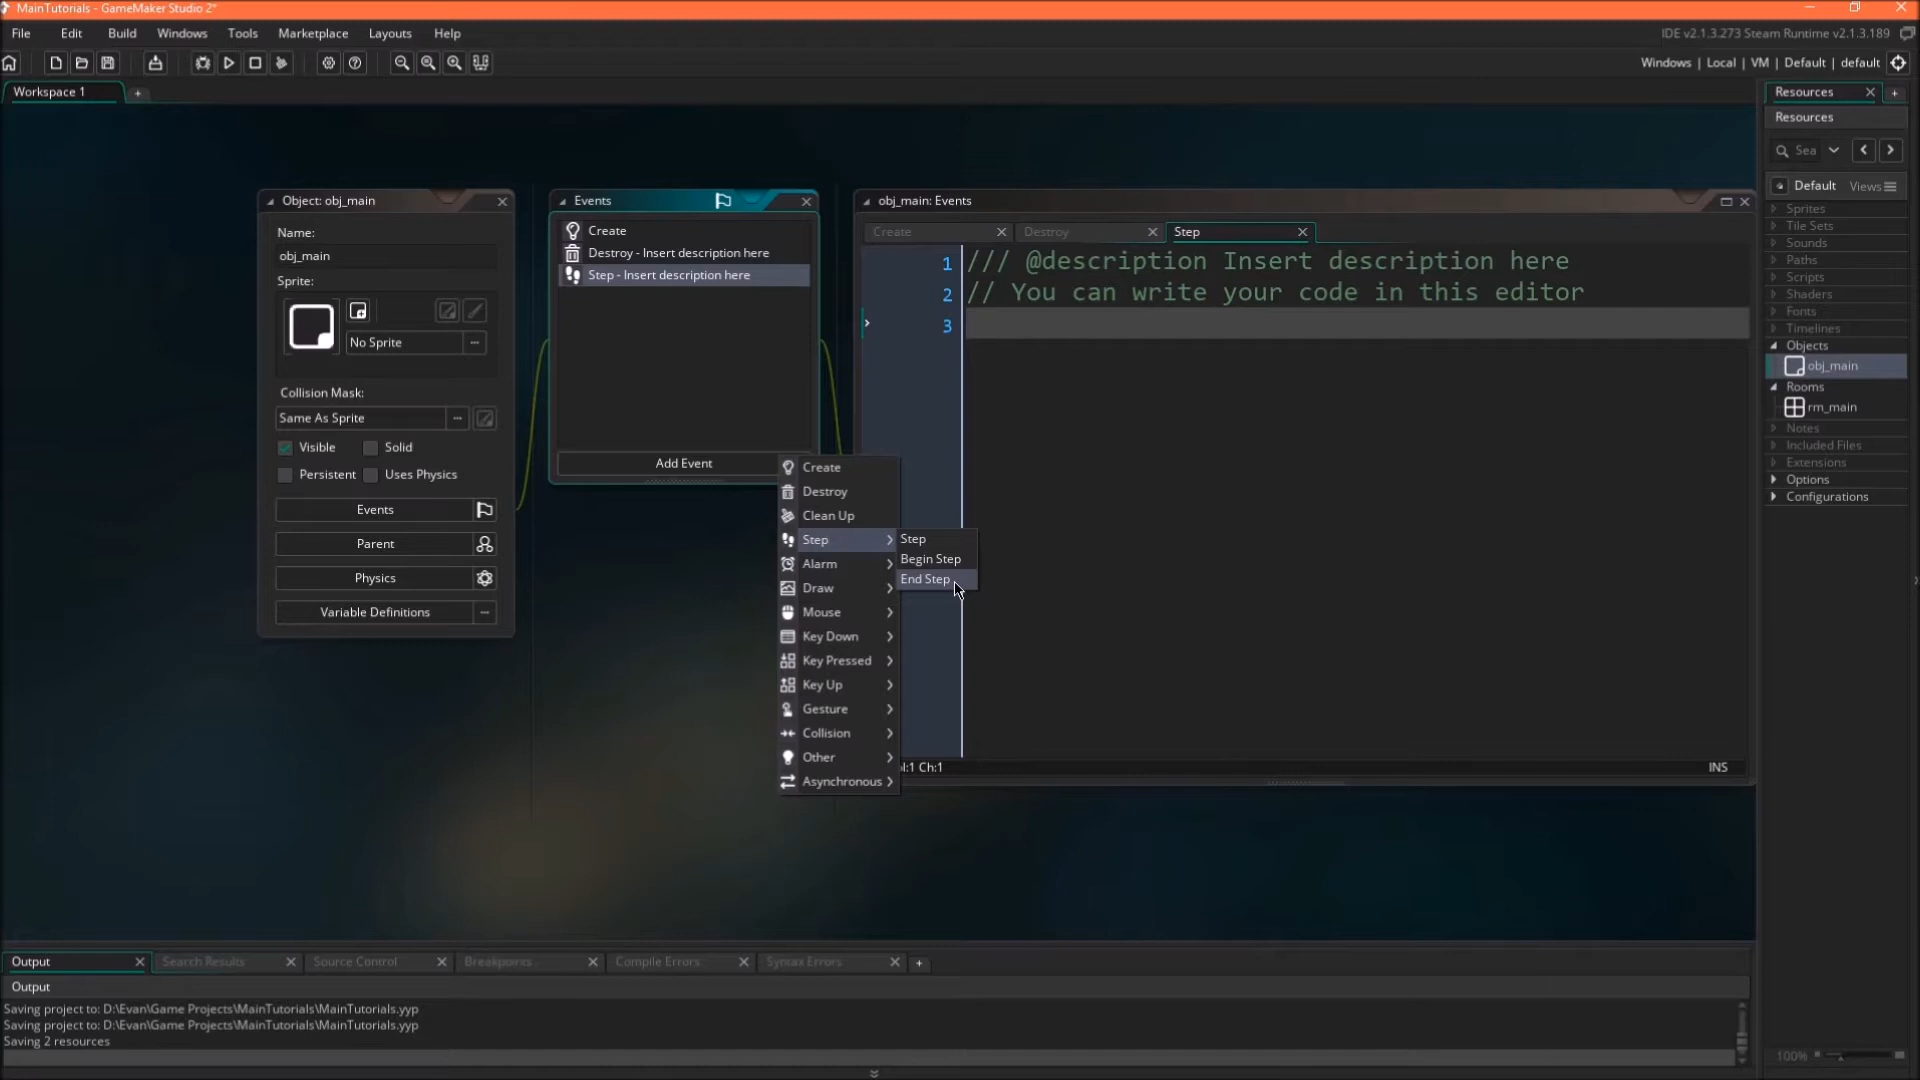 MainTutorials - GameMaker Studio 2*
File Edit Build Windows Tools Marketplace Layouts Help
IDE v2.1.3.273 Steam Runtime v2.1.3.189
Windows | Local | VM | Default | default
Workspace 1
Object: obj_main
Name:
obj_main
Sprite:
No Sprite
Collision Mask:
Same As Sprite
Visible Solid
Persistent Uses Physics
Events
Parent
Physics
Variable Definitions
Events
Create
Destroy - Insert description here
Step - Insert description here
Add Event
Create
Destroy
Clean Up
Step
Alarm
Draw
Mouse
Key Down
Key Pressed
Key Up
Gesture
Collision
Other
Asynchronous
Step
Begin Step
End Step
obj_main: Events
Create Destroy Step
1 /// @description Insert description here
2 // You can write your code in this editor
3
Ch:1
INS
Resources
Resources
Sea
Default Views
Sprites
Tile Sets
Sounds
Paths
Scripts
Shaders
Fonts
Timelines
Objects
obj_main
Rooms
rm_main
Notes
Included Files
Extensions
Options
Configurations
Output Search Results Source Control Breakpoints Compile Errors Syntax Errors
Output
Saving project to: D:\Evan\Game Projects\MainTutorials\MainTutorials.yyp
Saving project to: D:\Evan\Game Projects\MainTutorials\MainTutorials.yyp
Saving 2 resources
100%